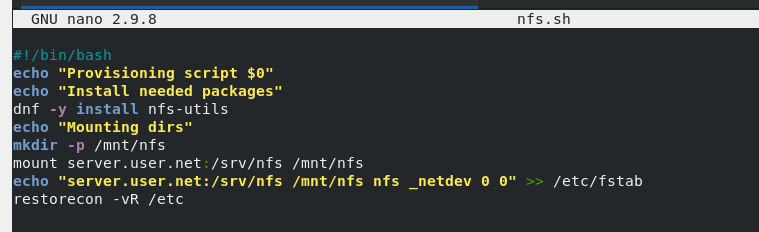 GNU nano 2.9.8 nfs.sh
#!/bin/bash
echo "Provisioning script $0"
echo "Install needed packages"
dnf -y install nfs-utils
echo "Mounting dirs"
mkdir -p /mnt/nfs
mount server.user.net:/srv/nfs /mnt/nfs
echo "server.user.net:/srv/nfs /mnt/nfs nfs _netdev 0 0" >> /etc/fstab
restorecon -vR /etc